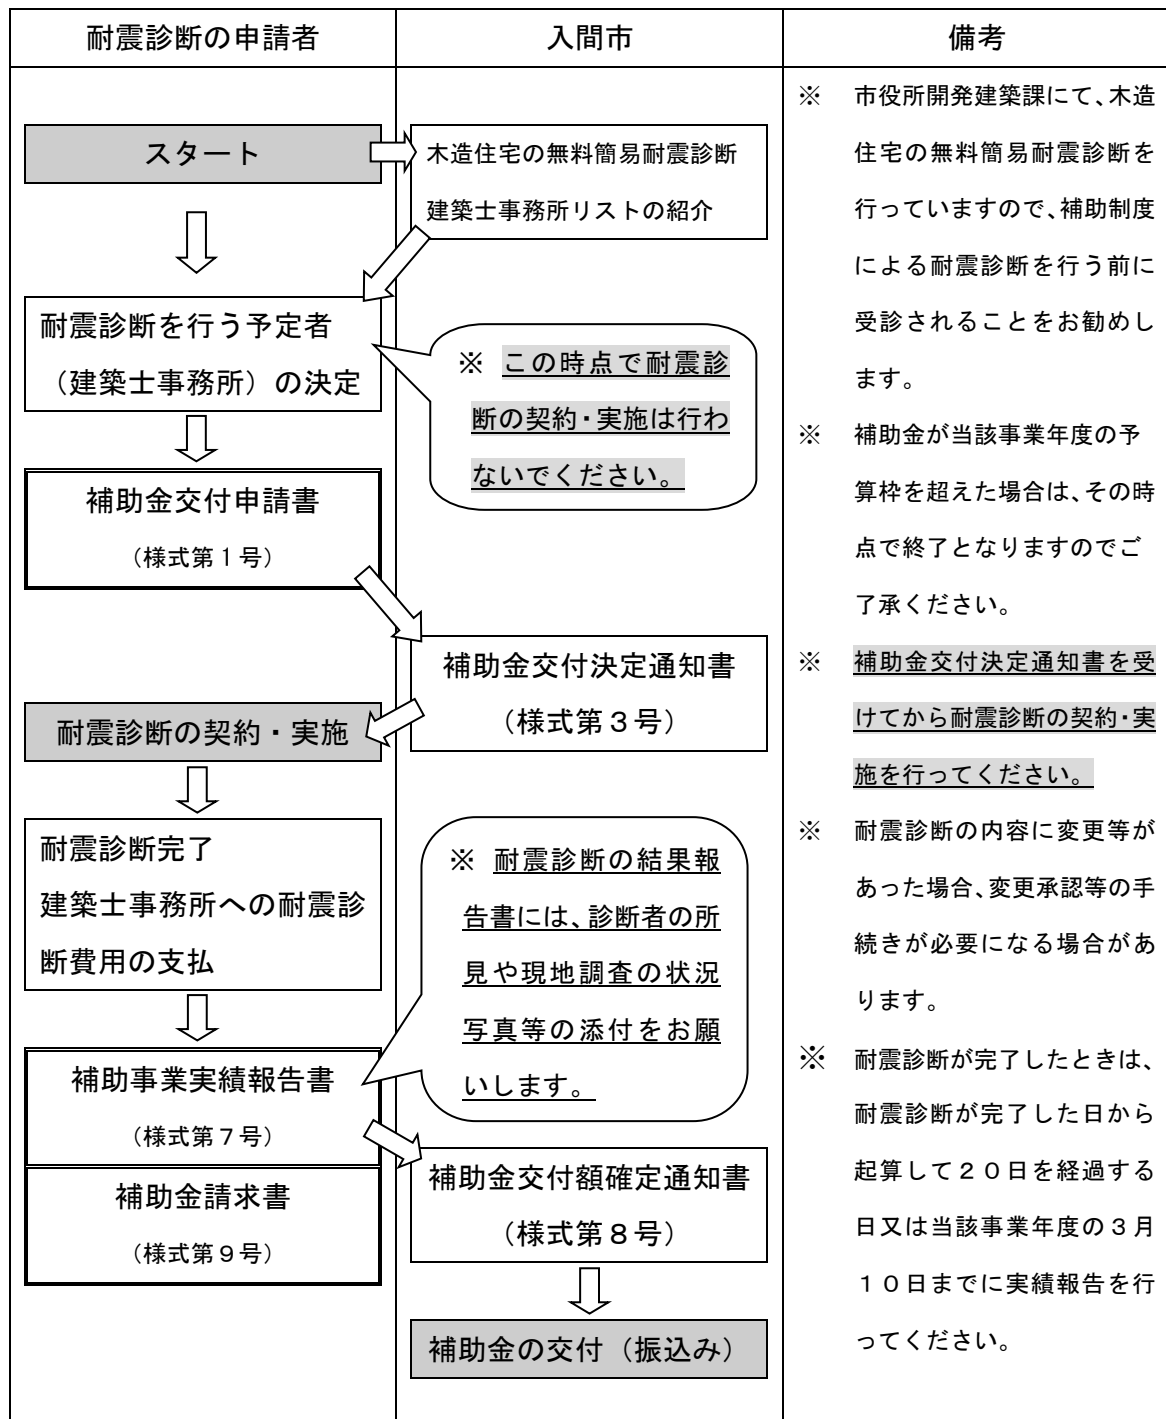 耐震診断の申請者
入間市
備考
スタート
木造住宅の無料簡易耐震診断
建築士事務所リストの紹介
耐震診断を行う予定者
（建築士事務所）の決定
※ この時点で耐震診
断の契約・実施は行わ
ないでください。
補助金交付申請書
（様式第１号）
補助金交付決定通知書
（様式第３号）
耐震診断の契約・実施
耐震診断完了
建築士事務所への耐震診
断費用の支払
※ 耐震診断の結果報
告書には、診断者の所
見や現地調査の状況
写真等の添付をお願
いします。
補助事業実績報告書
（様式第７号）
補助金請求書
（様式第９号）
補助金交付額確定通知書
（様式第８号）
補助金の交付（振込み）
※ 市役所開発建築課にて、木造
住宅の無料簡易耐震診断を
行っていますので、補助制度
による耐震診断を行う前に
受診されることをお勧めし
ます。
※ 補助金が当該事業年度の予
算枠を超えた場合は、その時
点で終了となりますのでご
了承ください。
※ 補助金交付決定通知書を受
けてから耐震診断の契約・実
施を行ってください。
※ 耐震診断の内容に変更等が
あった場合、変更承認等の手
続きが必要になる場合があ
ります。
※ 耐震診断が完了したときは、
耐震診断が完了した日から
起算して２０日を経過する
日又は当該事業年度の３月
１０日までに実績報告を行
ってください。